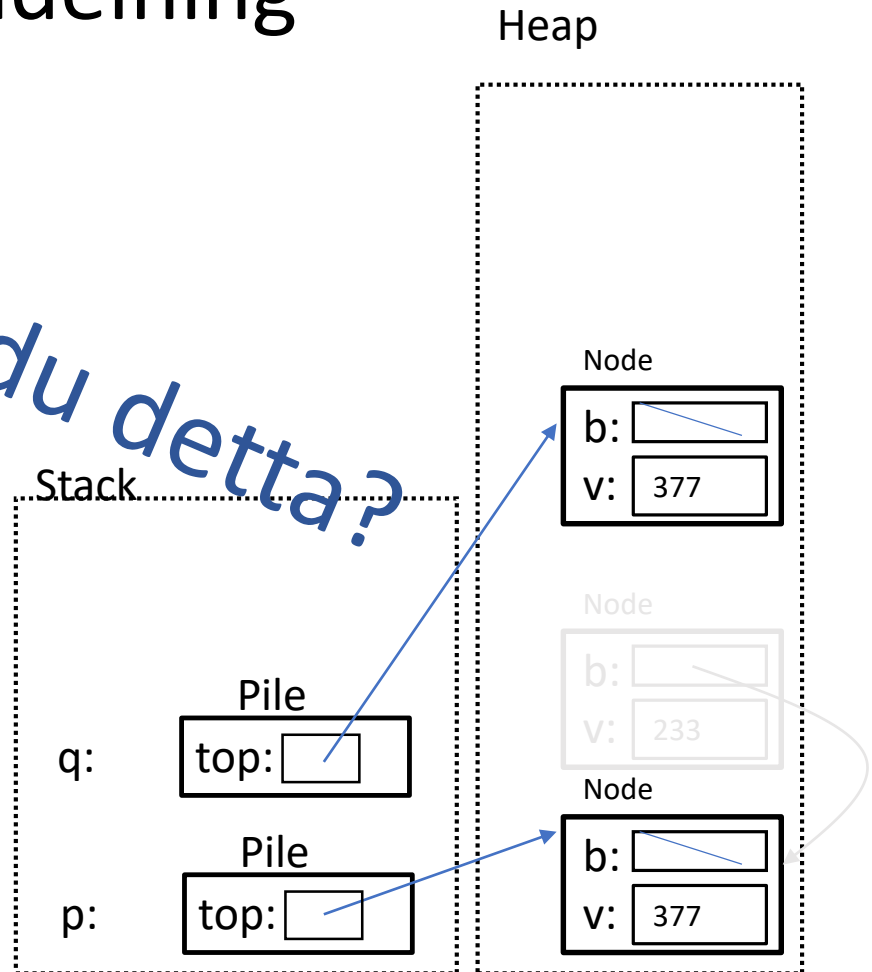 Heap
du detta?
Node
b:
v: 377
Stack
Node
b:
v: 233
Pile
q: top:
Node
b:
v: 377
Pile
p: top: